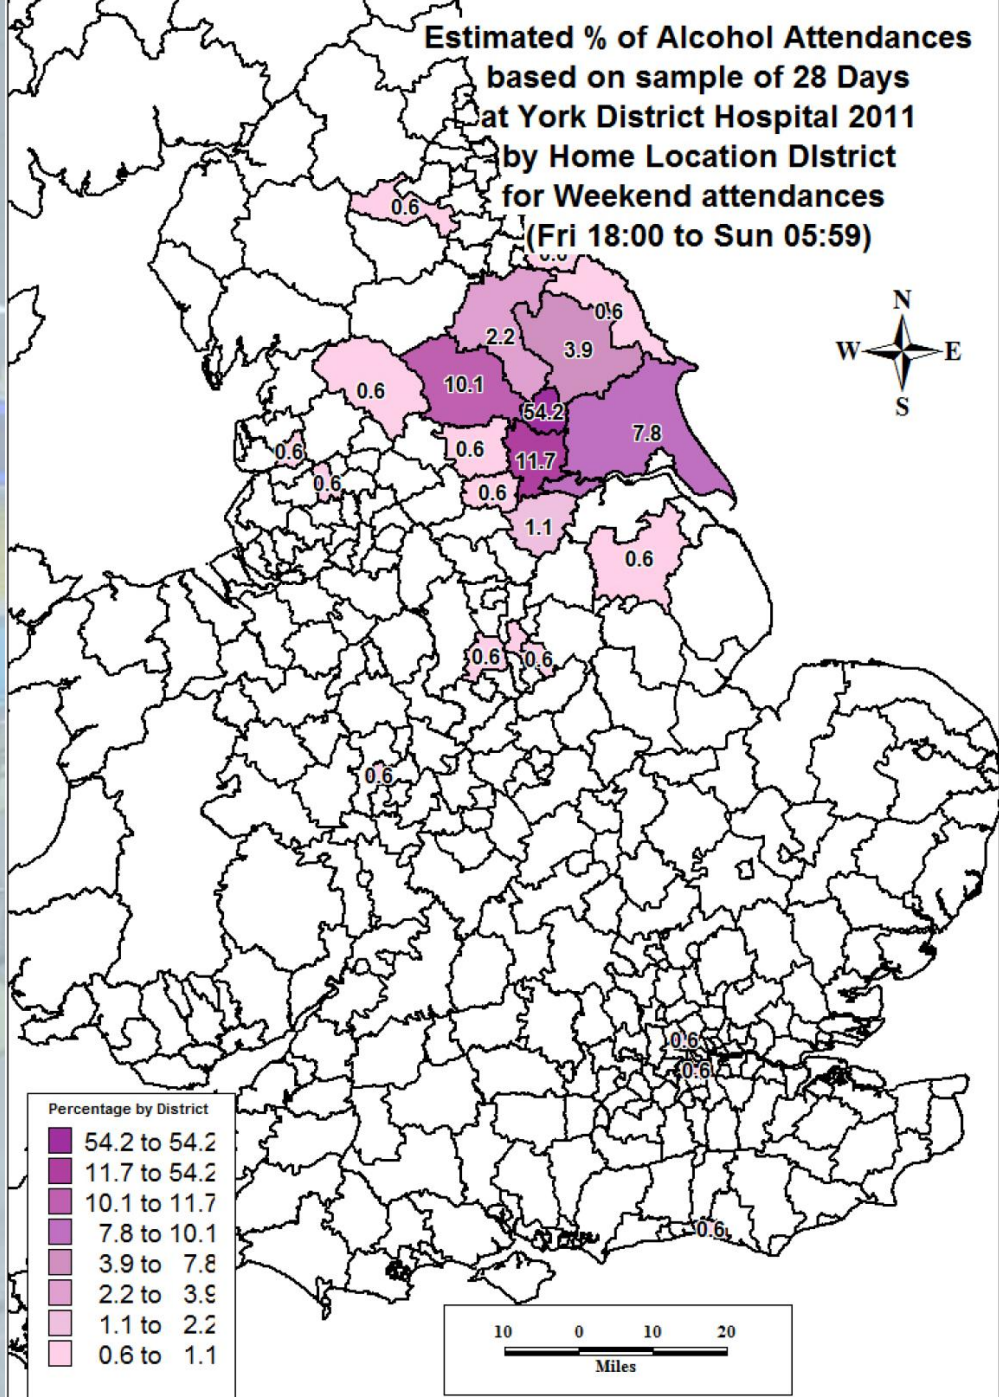 Estimated % of Alcohol Attendances
based on sample of 28 Days
at York District Hospital 2011
by Home Location DIstrict
for Weekend attendances
(Fri 18:00 to Sun 05:59)
0.6
N
W E
S
0.6
2.2
3.9
10.1
0.6
54.2
7.8
0.6
0.6
11.7
0.6
0.6
1.1
0.6
0.6
0.6
0.6
0.6
0.6
0.6
Percentage by District
54.2 to 54.2
11.7 to 54.2
10.1 to 11.7
7.8 to 10.1
3.9 to 7.8
2.2 to 3.9
1.1 to 2.2
0.6 to 1.1
10 0 10 20
Miles